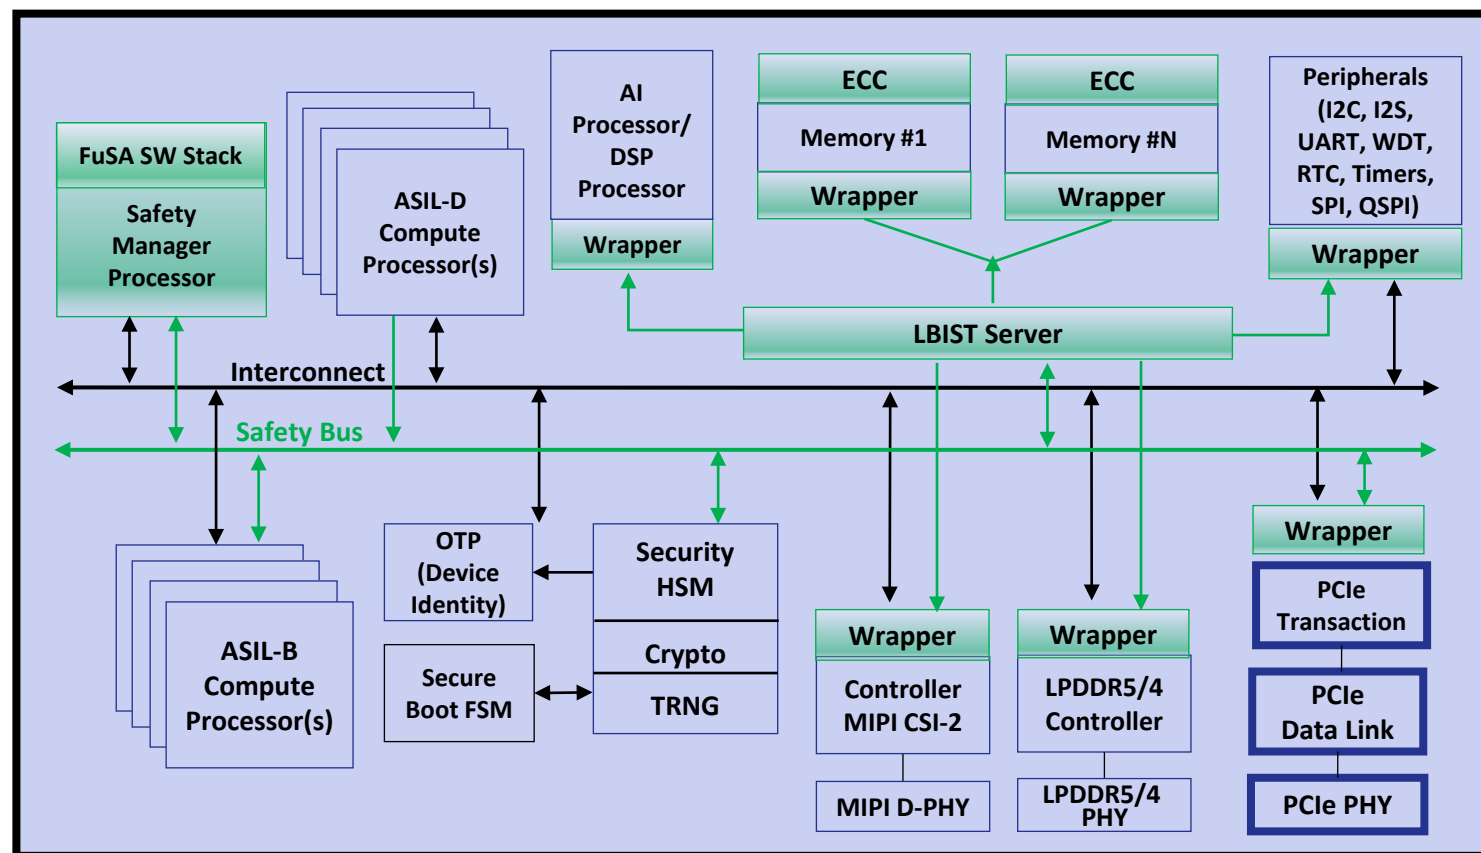 FuSA SW Stack
Safety
Manager
Processor
ASIL-D
Compute
Processor(s)
AI
Processor/
DSP
Processor
Wrapper
ECC
Memory #1
Wrapper
ECC
Memory #N
Wrapper
Peripherals
(I2C, I2S,
UART, WDT,
RTC, Timers,
SPI, QSPI)
Wrapper
LBIST Server
Interconnect
Safety Bus
ASIL-B
Compute
Processor(s)
OTP
(Device
Identity)
Secure
Boot FSM
Security
HSM
Crypto
TRNG
Wrapper
Controller
MIPI CSI-2
MIPI D-PHY
Wrapper
LPDDR5/4
Controller
LPDDR5/4
PHY
Wrapper
PCIe
Transaction
PCIe
Data Link
PCIe PHY